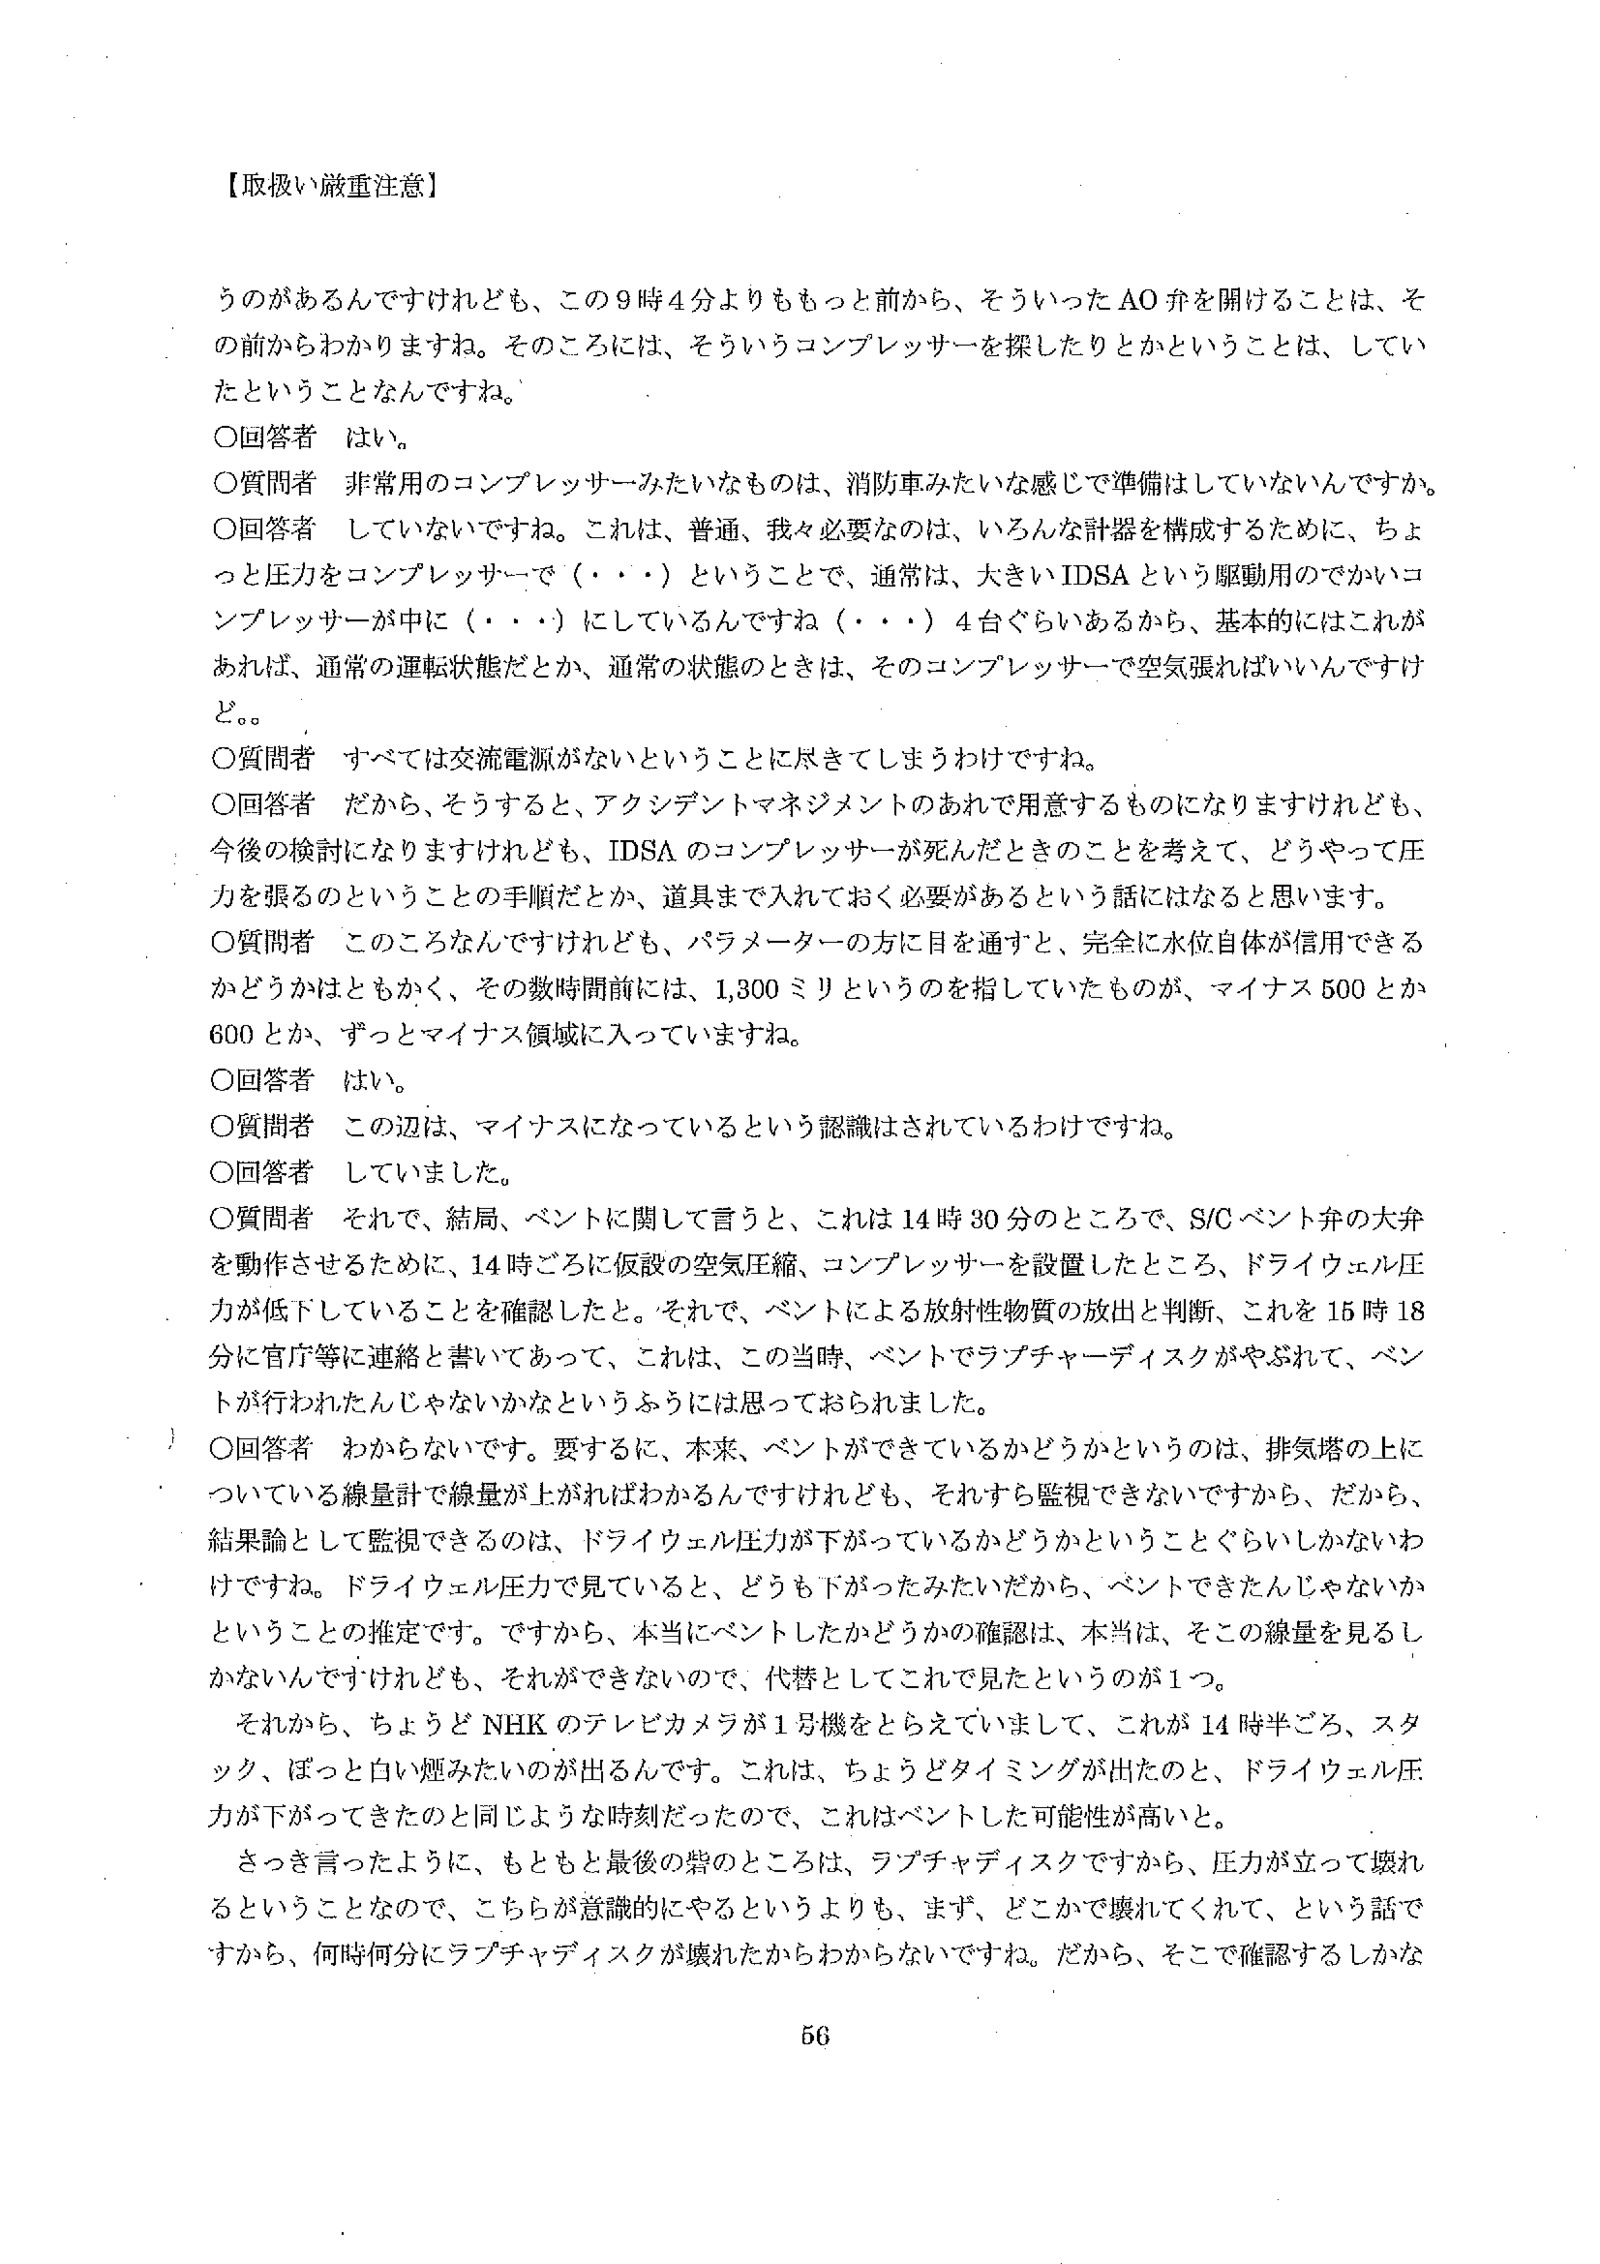 【取扱い厳重注意】
うのがあるんですけれども、この９時４分よりももっと前から、そういった AO 弁を開けることは、そ
の前からわかりますね。そのころには、そういうコンプレッサーを探したりとかということは、してい
たということなんですね。
○回答者　はい。
○質問者　非常用のコンプレッサーみたいなものは、消防車みたいな感じで準備はしていないんですか。
○回答者　していないですね。これは、普通、我々必要なのは、いろんな計器を構成するために、ちょ
っと圧力をコンプレッサーで（・・・）ということで、通常は、大きい IDSA という駆動用のでかいコ
ンプレッサーが中に（・・・）にしているんですね（・・・）４台ぐらいあるから、基本的にはこれが
あれば、通常の運転状態だとか、通常の状態のときは、そのコンプレッサーで空気張ればいいんですけ
ど。。
○質問者　すべては交流電源がないということに尽きてしまうわけですね。
○回答者　だから、そうすると、アクシデントマネジメントのあれで用意するものになりますけれども、
今後の検討になりますけれども、IDSA のコンプレッサーが死んだときのことを考えて、どうやって圧
力を張るのということの手順だとか、道具まで入れておく必要があるという話にはなると思います。
○質問者　このころなんですけれども、パラメーターの方に目を通すと、完全に水位自体が信用できる
かどうかはともかく、その数時間前には、1,300 ミリというのを指していたものが、マイナス 500 とか
600 とか、ずっとマイナス領域に入っていますね。
○回答者　はい。
○質問者　この辺は、マイナスになっているという認識はされているわけですね。
○回答者　していました。
○質問者　それで、結局、ベントに関して言うと、これは 14 時 30 分のところで、S/C ベント弁の大弁
を動作させるために、14 時ごろに仮設の空気圧縮、コンプレッサーを設置したところ、ドライウェル圧
力が低下していることを確認したと。それで、ベントによる放射性物質の放出と判断、これを 15 時 18
分に官庁等に連絡と書いてあって、これは、この当時、ベントでラプチャーディスクがやぶれて、ベン
トが行われたんじゃないかなというふうには思っておられました。
○回答者　わからないです。要するに、本来、ベントができているかどうかというのは、排気塔の上に
ついている線量計で線量が上がればわかるんですけれども、それすら監視できないですから、だから、
結果論として監視できるのは、ドライウェル圧力が下がっているかどうかということぐらいしかないわ
けですね。ドライウェル圧力で見ていると、どうも下がったみたいだから、ベントできたんじゃないか
ということの推定です。ですから、本当にベントしたかどうかの確認は、本当は、そこの線量を見るし
かないんですけれども、それができないので、代替としてこれで見たというのが１つ。
　それから、ちょうど NHK のテレビカメラが１号機をとらえていまして、これが 14 時半ごろ、スタ
ック、ぼっと白い煙みたいのが出るんです。これは、ちょうどタイミングが出たのと、ドライウェル圧
力が下がってきたのと同じような時刻だったので、これはベントした可能性が高いと。
　さっき言ったように、もともと最後の砦のところは、ラプチャディスクですから、圧力が立って壊れ
るということなので、こちらが意識的にやるというよりも、まず、どこかで壊れてくれて、という話で
すから、何時何分にラプチャディスクが壊れたからわからないですね。だから、そこで確認するしかな
56